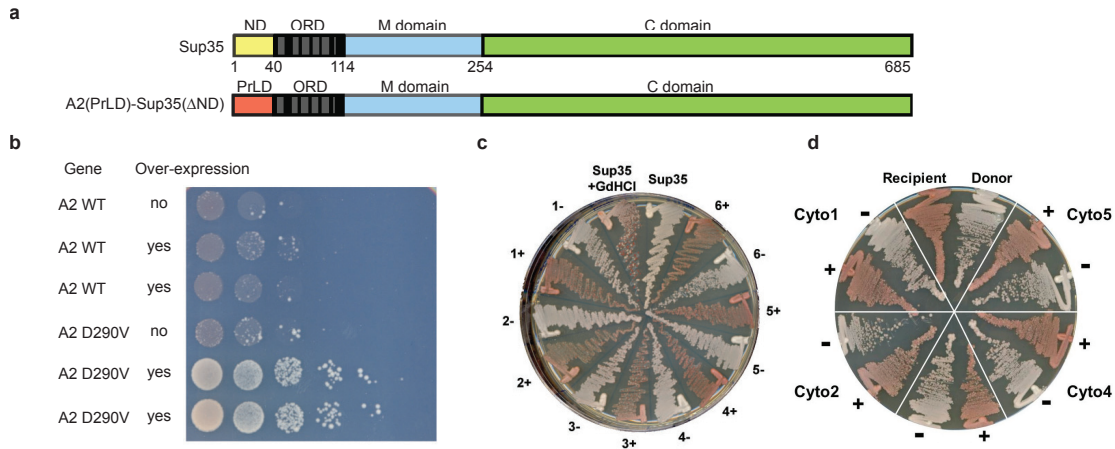 a
ND ORD M domain C domain
Sup35
1 40 114 254 685
PrLD ORD M domain C domain
A2(PrLD)-Sup35(ΔND)
b
Gene Over-expression
A2 WT no
A2 WT yes
A2 WT yes
A2 D290V no
A2 D290V yes
A2 D290V yes
c
Sup35
+GdHCl
Sup35
6+
6-
5+
5-
4+
4-
3+
3-
2+
2-
1+
1-
d
Recipient Donor
Cyto1 - + Cyto5
+ -
- +
Cyto2 + - Cyto4
- +